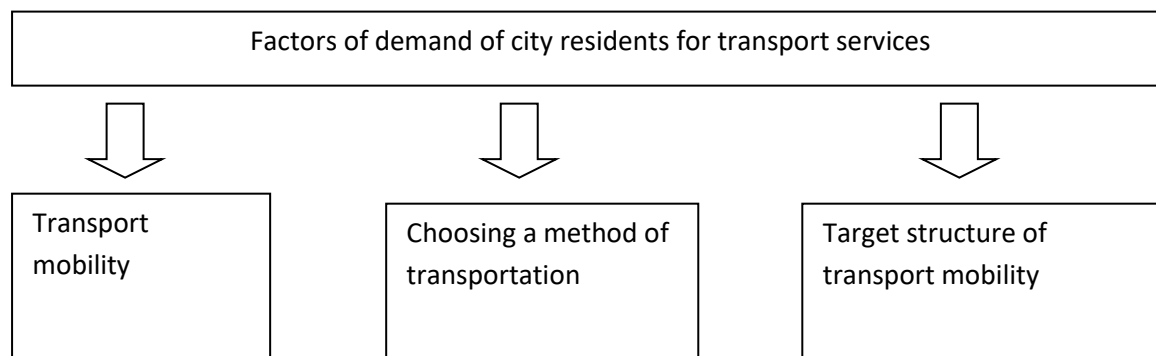 Factors of demand of city residents for transport services
Transport
mobility
Choosing a method of
transportation
Target structure of
transport mobility